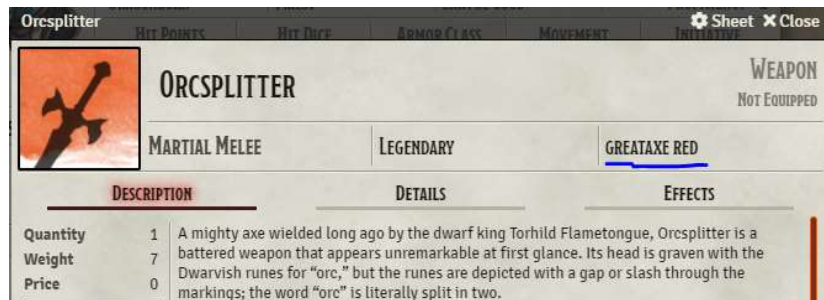 Orcsplitter
Sheet Close
Hit Points Hit Dice Armor Class Movement Initiative
Orcsplitter
Weapon
Not Equipped
Martial Melee Legendary GREATAXE RED
Description Details Effects
Quantity 1
Weight 7
Price 0
A mighty axe wielded long ago by the dwarf king Torhild Flametongue, Orcsplitter is a
battered weapon that appears unremarkable at first glance. Its head is graven with the
Dwarvish runes for “orc,” but the runes are depicted with a gap or slash through the
markings; the word “orc” is literally split in two.